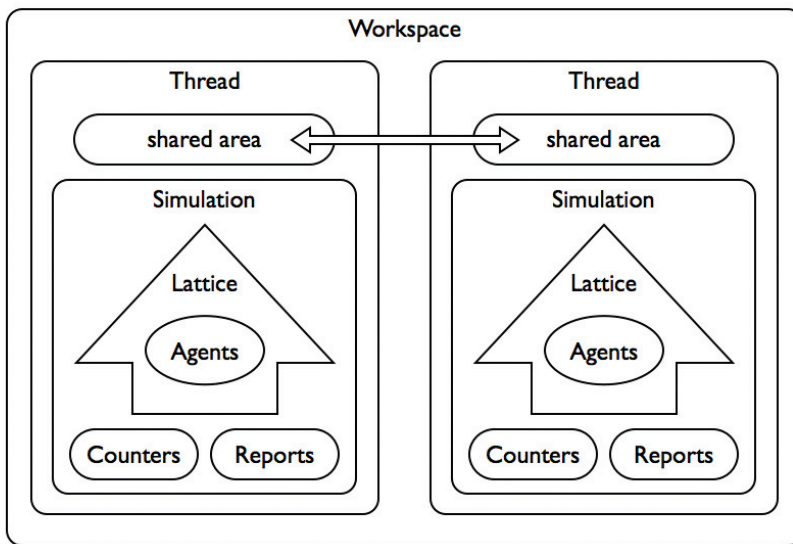 Workspace
Thread
shared area
Simulation
Lattice
Agents
Counters
Reports
Thread
shared area
Simulation
Lattice
Agents
Counters
Reports